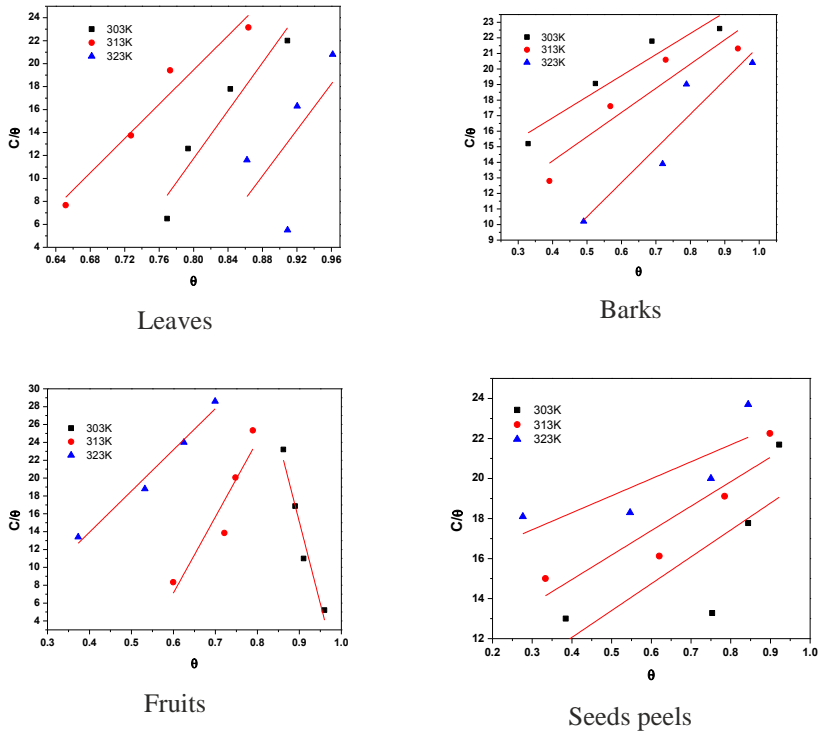 24
22
20
18
16
14
12
10
8
6
4
C/θ
303K
313K
323K
0.64 0.68 0.72 0.76 0.80 0.84 0.88 0.92 0.96
θ
Leaves
23
22
21
20
19
18
17
16
15
14
13
12
11
10
9
C/θ
303K
313K
323K
0.3 0.4 0.5 0.6 0.7 0.8 0.9 1.0
θ
Barks
30
28
26
24
22
20
18
16
14
12
10
8
6
4
C/θ
303K
313K
323K
0.3 0.4 0.5 0.6 0.7 0.8 0.9 1.0
θ
Fruits
24
22
20
18
16
14
12
C/θ
303K
313K
323K
0.2 0.3 0.4 0.5 0.6 0.7 0.8 0.9 1.0
θ
Seeds peels